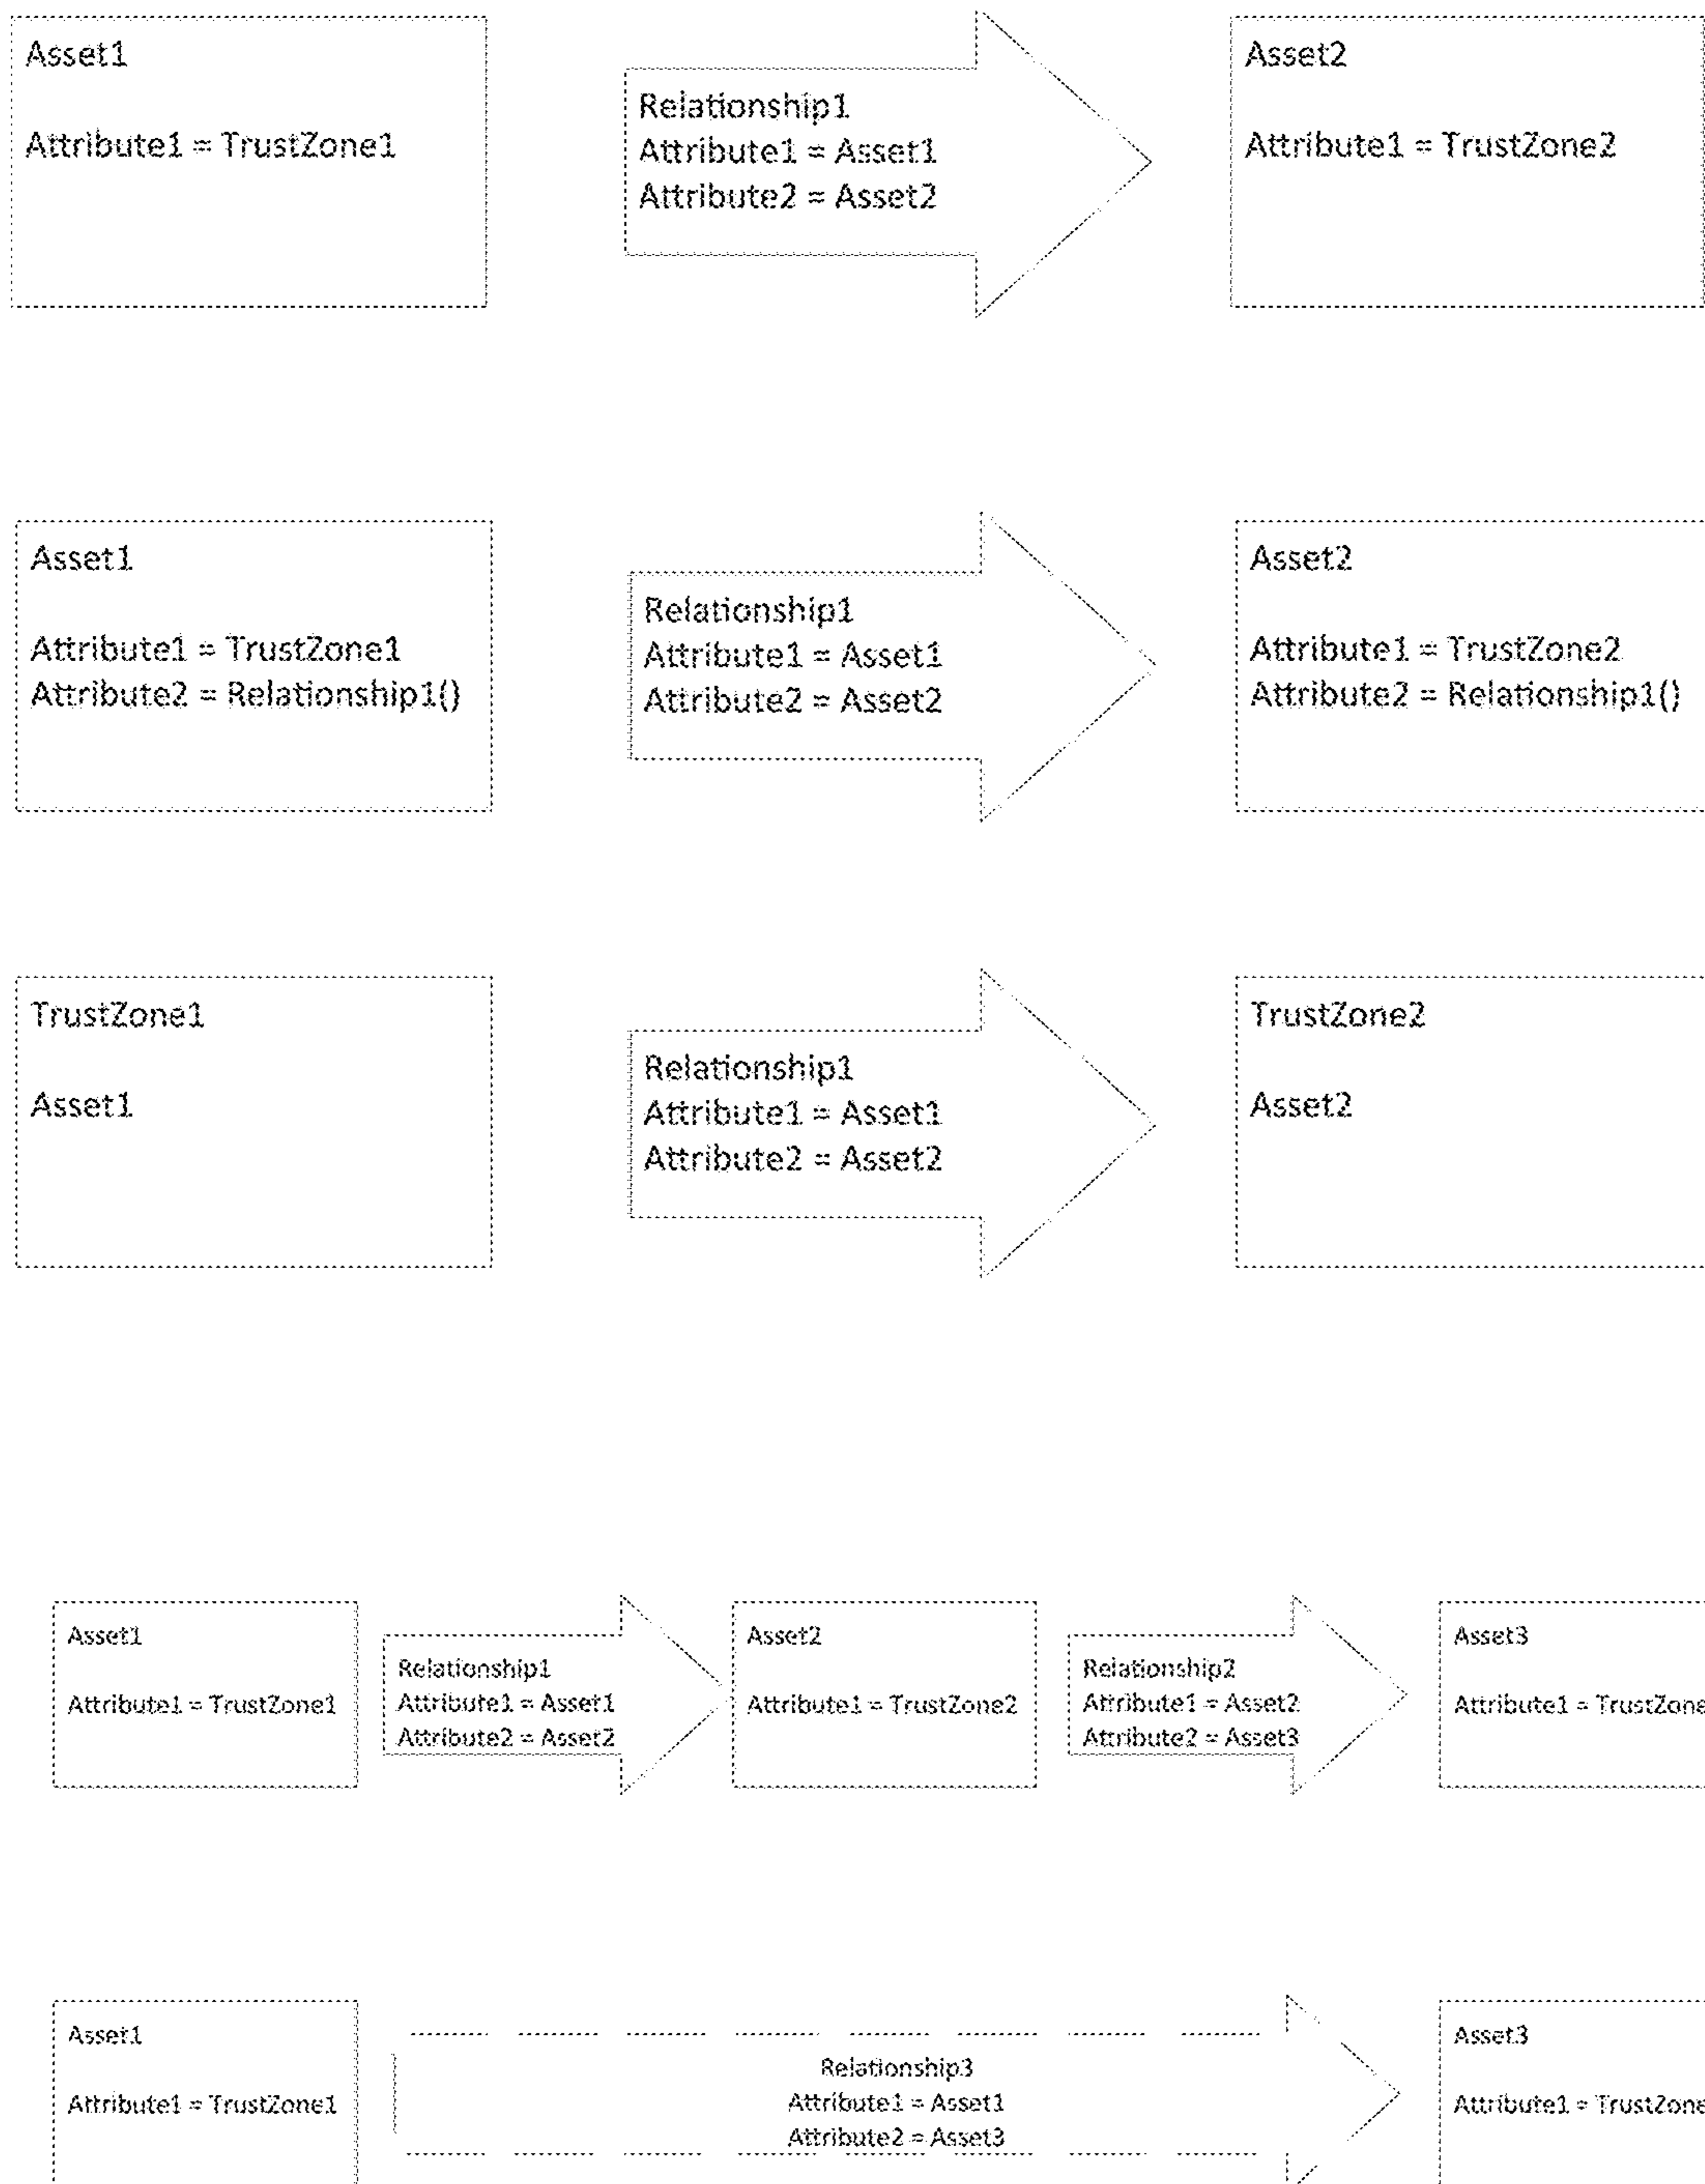 Asset1
Attribute1 = TrustZone1
Relationship1
Attribute1 = Asset1
Attribute2 = Asset2
Asset2
Attribute1 = TrustZone2
Asset1
Attribute1 = TrustZone1
Attribute2 = Relationship1()
Relationship1
Attribute1 = Asset1
Attribute2 = Asset2
Asset2
Attribute1 = TrustZone2
Attribute2 = Relationship1()
TrustZone1
Asset1
Relationship1
Attribute1 = Asset1
Attribute2 = Asset2
TrustZone2
Asset2
Asset1
Attribute1 = TrustZone1
Relationship1
Attribute1 = Asset1
Attribute2 = Asset2
Asset2
Attribute1 = TrustZone2
Relationship2
Attribute1 = Asset2
Attribute2 = Asset3
Asset3
Attribute1 = TrustZone
Asset1
Attribute1 = TrustZone1
Relationship3
Attribute1 = Asset1
Attribute2 = Asset3
Asset3
Attribute1 = TrustZone